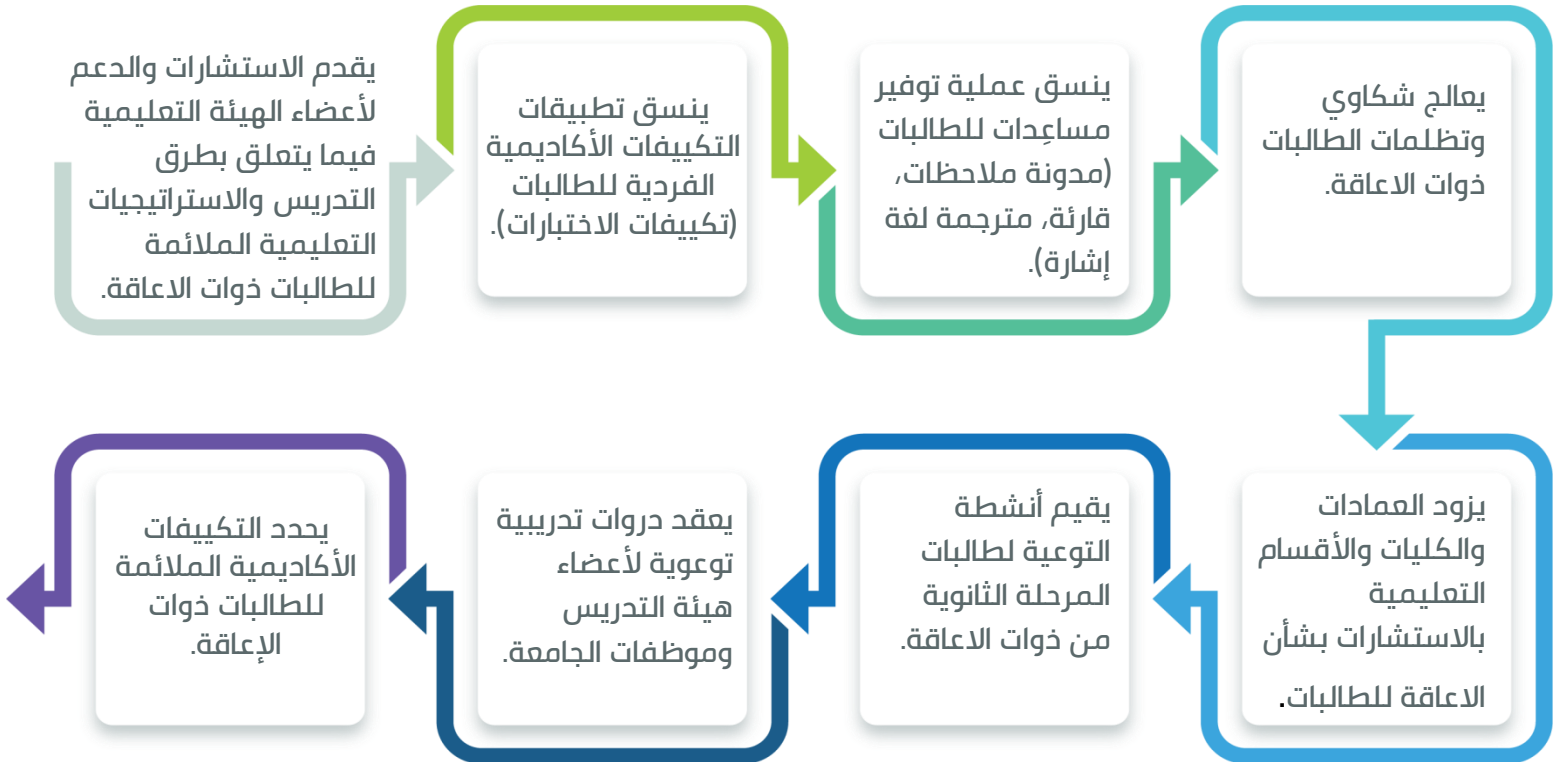 يقدم الاستشارات والدعم
لأعضاء الهيئة التعليمية
فيما يتعلق بطرق
التدريس والاستراتيجيات
التعليمية الملائمة
للطالبات ذوات الاعاقة.
ينسق تطبيقات
التكييفات الأكاديمية
الفردية للطالبات
(تكييفات الاختبارات).
ينسق عملية توفير
مساعِدات للطالبات
(مدونة ملاحظات،
قارئة، مترجمة لغة
إشارة).
يعالج شكاوي
وتظلمات الطالبات
ذوات الاعاقة.
يزود العمادات
والكليات والأقسام
التعليمية
بالاستشارات بشأن
الاعاقة للطالبات.
يقيم أنشطة
التوعية لطالبات
المرحلة الثانوية
من ذوات الاعاقة.
يعقد دروات تدريبية
توعوية لأعضاء
هيئة التدريس
وموظفات الجامعة.
يحدد التكييفات
الأكاديمية الملائمة
للطالبات ذوات
الإعاقة.